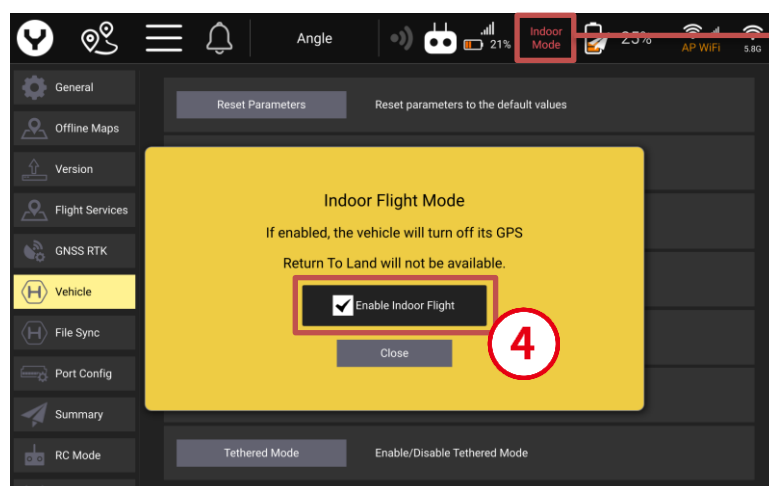 Angle
21%
Indoor
Mode
25%
AP WiFi
5.8G
General
Offline Maps
Version
Flight Services
GNSS RTK
Vehicle
File Sync
Port Config
Summary
RC Mode
Reset Parameters
Reset parameters to the default values
Indoor Flight Mode
If enabled, the vehicle will turn off its GPS
Return To Land will not be available.
Enable Indoor Flight
Close
4
Tethered Mode
Enable/Disable Tethered Mode